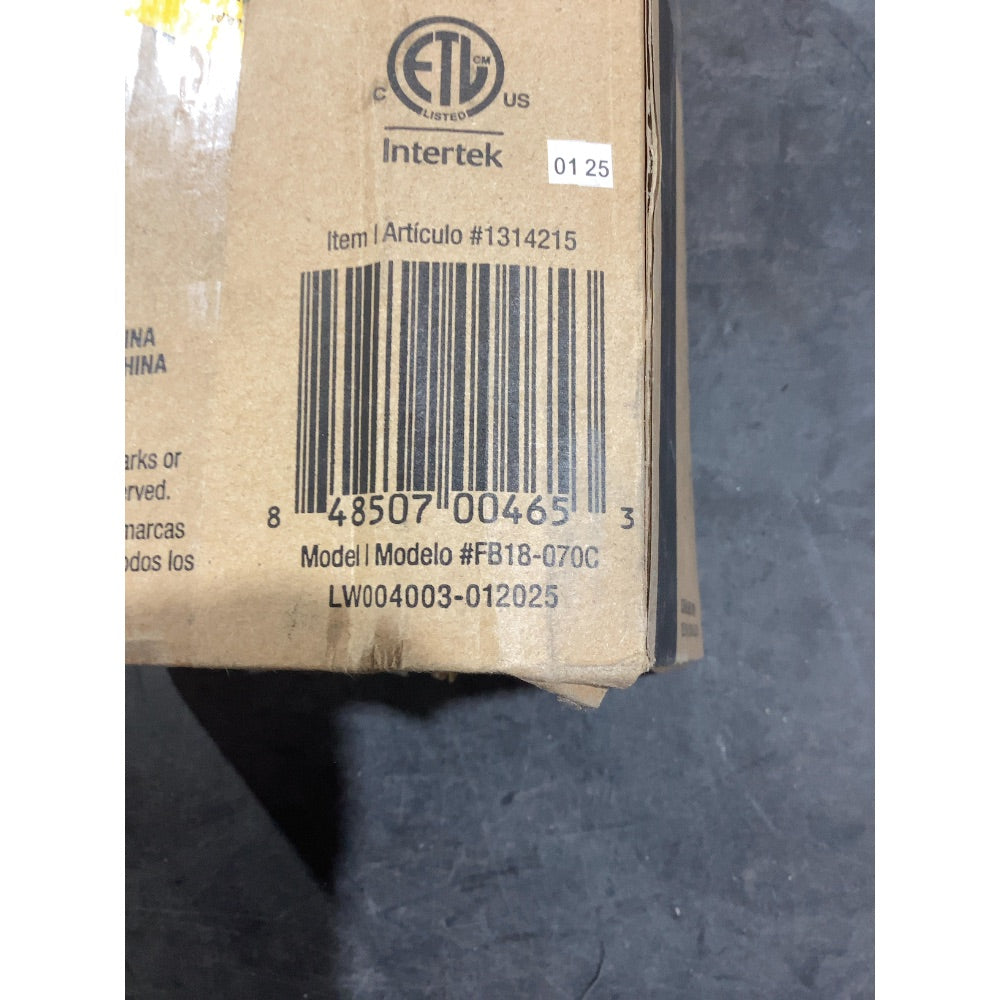 ETL CM
LISTED
C US
Intertek
01 25
Item | Artículo #1314215
INA
HINA
arks or
erved.
marcas
odos los
8 48507 00465 3
Model | Modelo #FB18-070C
LW004003-012025